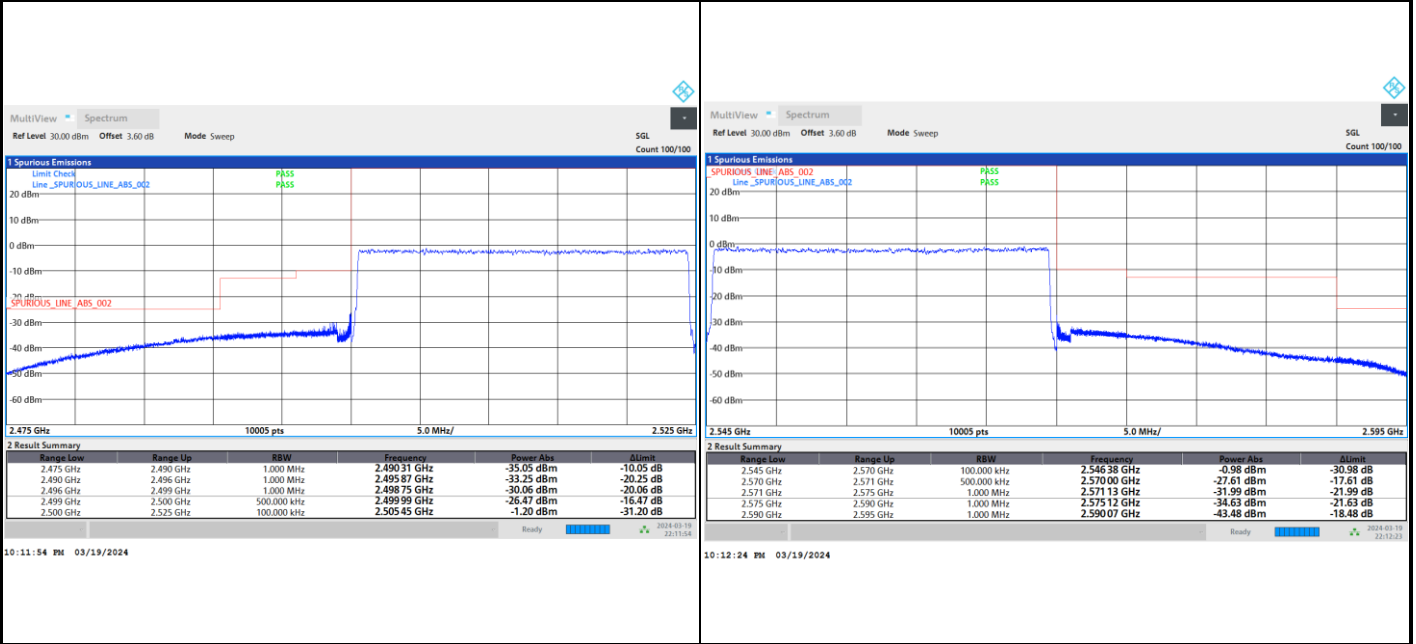 MultiView Spectrum
Ref Level 30.00 dBm Offset 3.60 dB Mode Sweep SGL
Count 100/100
1 Spurious Emissions
Limit Check PASS
Line _SPURIOUS_LINE_ABS_002 PASS
20 dBm
10 dBm
0 dBm
-10 dBm
-20 dBm
SPURIOUS_LINE_ABS_002
-30 dBm
-40 dBm
-50 dBm
-60 dBm
2.475 GHz 10005 pts 5.0 MHz/ 2.525 GHz
2 Result Summary
Range Low Range Up RBW Frequency Power Abs ΔLimit
2.475 GHz 2.490 GHz 1.000 MHz 2.490 31 GHz -35.05 dBm -10.05 dB
2.490 GHz 2.496 GHz 1.000 MHz 2.495 87 GHz -33.25 dBm -20.25 dB
2.496 GHz 2.499 GHz 1.000 MHz 2.498 75 GHz -30.06 dBm -20.06 dB
2.499 GHz 2.500 GHz 500.000 kHz 2.499 99 GHz -26.47 dBm -16.47 dB
2.500 GHz 2.525 GHz 100.000 kHz 2.505 45 GHz -1.20 dBm -31.20 dB
Ready 2024-03-19
22:11:54
10:11:54 PM 03/19/2024
MultiView Spectrum
Ref Level 30.00 dBm Offset 3.60 dB Mode Sweep SGL
Count 100/100
1 Spurious Emissions
SPURIOUS_LINE_ABS_002 PASS
Line _SPURIOUS_LINE_ABS_002 PASS
20 dBm
10 dBm
0 dBm
-10 dBm
-20 dBm
-30 dBm
-40 dBm
-50 dBm
-60 dBm
2.545 GHz 10005 pts 5.0 MHz/ 2.595 GHz
2 Result Summary
Range Low Range Up RBW Frequency Power Abs ΔLimit
2.545 GHz 2.570 GHz 100.000 kHz 2.546 38 GHz -0.98 dBm -30.98 dB
2.570 GHz 2.571 GHz 500.000 kHz 2.570 00 GHz -27.61 dBm -17.61 dB
2.571 GHz 2.575 GHz 1.000 MHz 2.571 13 GHz -31.99 dBm -21.99 dB
2.575 GHz 2.590 GHz 1.000 MHz 2.575 12 GHz -34.63 dBm -21.63 dB
2.590 GHz 2.595 GHz 1.000 MHz 2.590 07 GHz -43.48 dBm -18.48 dB
Ready 2024-03-19
22:12:23
10:12:24 PM 03/19/2024